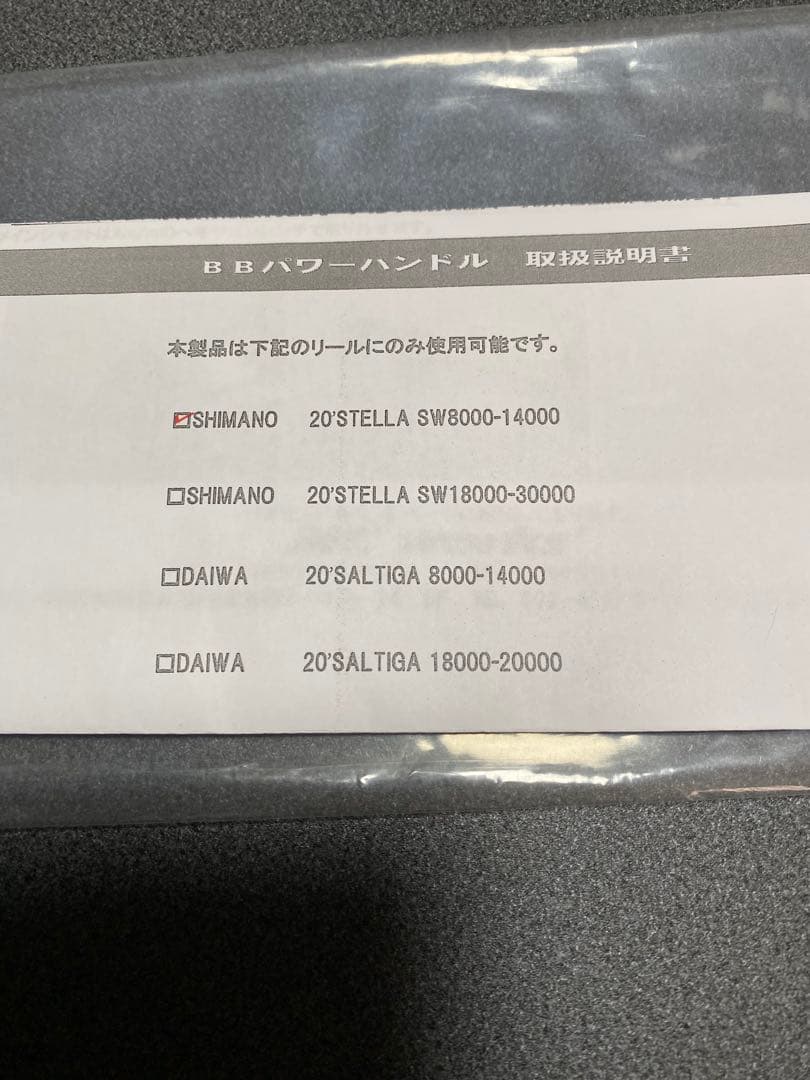 BBパワーハンドル 取扱説明書
本製品は下記のリールにのみ使用可能です。
☑SHIMANO 20'STELLA SW8000-14000
□SHIMANO 20'STELLA SW18000-30000
□DAIWA 20'SALTIGA 8000-14000
□DAIWA 20'SALTIGA 18000-20000